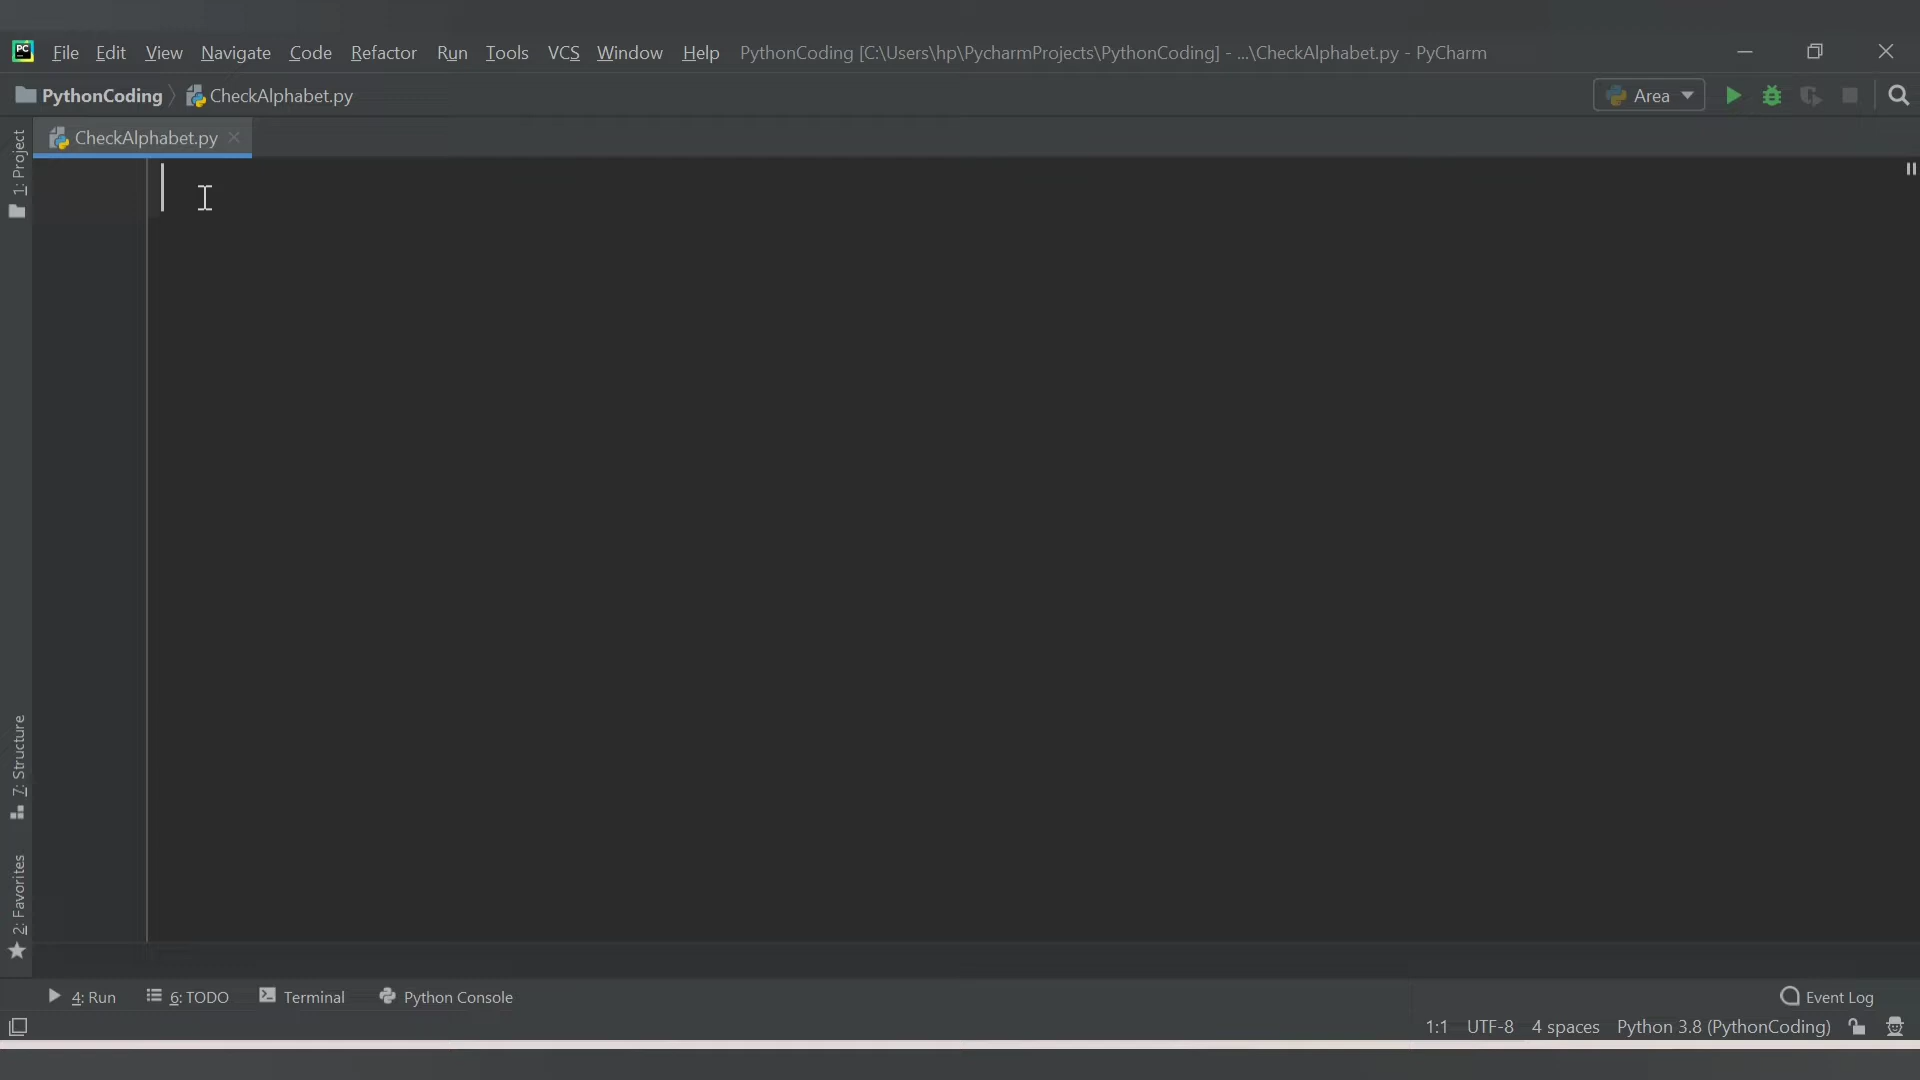 PC File Edit View Navigate Code Refactor Run Tools VCS Window Help PythonCoding [C:\Users\hp\PycharmProjects\PythonCoding] - ...\CheckAlphabet.py - PyCharm
PythonCoding CheckAlphabet.py Area
CheckAlphabet.py
1: Project
7: Structure
2: Favorites
4: Run 6: TODO Terminal Python Console Event Log
1:1 UTF-8 4 spaces Python 3.8 (PythonCoding)